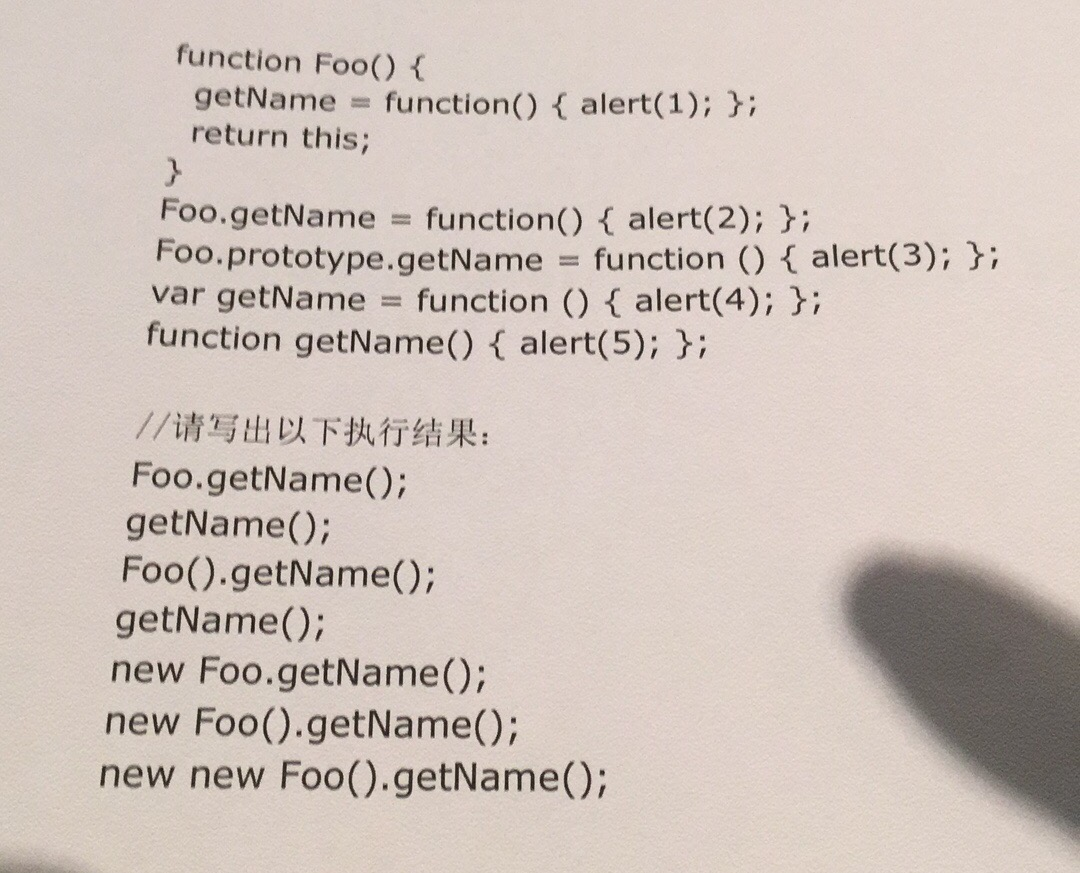 function Foo() {
getName = function() { alert(1); };
return this;
}
Foo.getName = function() { alert(2); };
Foo.prototype.getName = function () { alert(3); };
var getName = function () { alert(4); };
function getName() { alert(5); };
//请写出以下执行结果:
Foo.getName();
getName();
Foo().getName();
getName();
new Foo.getName();
new Foo().getName();
new new Foo().getName();